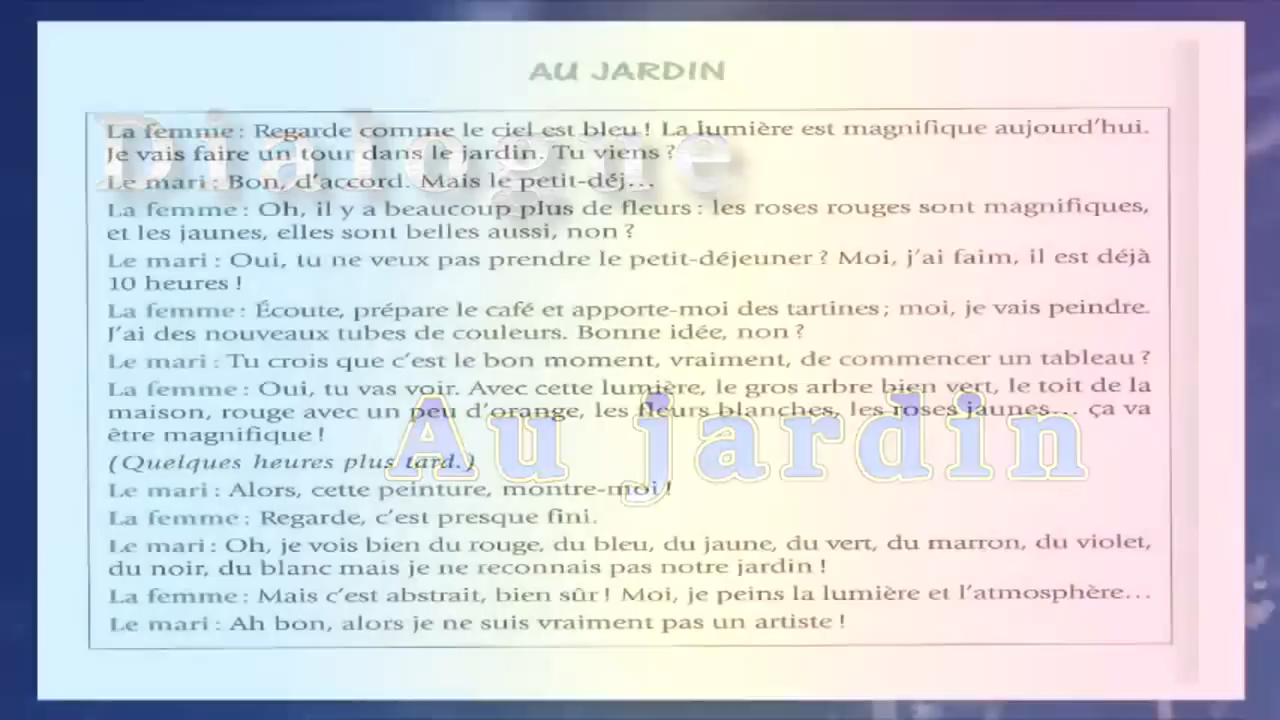 AU JARDIN
Dialogue
La femme : Regarde comme le ciel est bleu ! La lumière est magnifique aujourd'hui.
Je vais faire un tour dans le jardin. Tu viens ?
Le mari : Bon, d'accord. Mais le petit-déj...
La femme : Oh, il y a beaucoup plus de fleurs : les roses rouges sont magnifiques,
et les jaunes, elles sont belles aussi, non ?
Le mari : Oui, tu ne veux pas prendre le petit-déjeuner ? Moi, j'ai faim, il est déjà
10 heures !
La femme : Écoute, prépare le café et apporte-moi des tartines ; moi, je vais peindre.
J'ai des nouveaux tubes de couleurs. Bonne idée, non ?
Le mari : Tu crois que c'est le bon moment, vraiment, de commencer un tableau ?
La femme : Oui, tu vas voir. Avec cette lumière, le gros arbre bien vert, le toit de la
maison, rouge avec un peu d'orange, les fleurs blanches, les roses jaunes... ça va
être magnifique !
Au jardin
(Quelques heures plus tard.)
Le mari : Alors, cette peinture, montre-moi !
La femme : Regarde, c'est presque fini.
Le mari : Oh, je vois bien du rouge, du bleu, du jaune, du vert, du marron, du violet,
du noir, du blanc mais je ne reconnais pas notre jardin !
La femme : Mais c'est abstrait, bien sûr ! Moi, je peins la lumière et l'atmosphère...
Le mari : Ah bon, alors je ne suis vraiment pas un artiste !